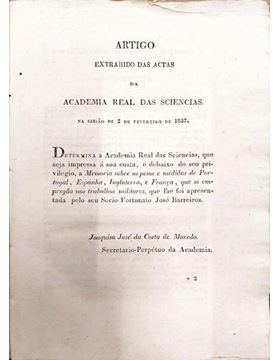 ARTIGO
EXTRAHIDO DAS ACTAS
DA
ACADEMIA REAL DAS SCIENCIAS.
NA SESSÃO DE 2 DE FEVEREIRO DE 1837.
DETERMINA a Academia Real das Sciencias, que
seja impressa á sua custa, e debaixo do seu pri-
vilegio, a Memoria sobre os pesos e medidas de Por-
tugal, Espanha, Inglaterra, e França, que se em-
pregão nos trabalhos militares, que lhe foi apresen-
tada pelo seu Socio Fortunato José Barreiros.
Joaquim José da Costa de Macedo.
Secretario-Perpétuo da Academia.
* 2